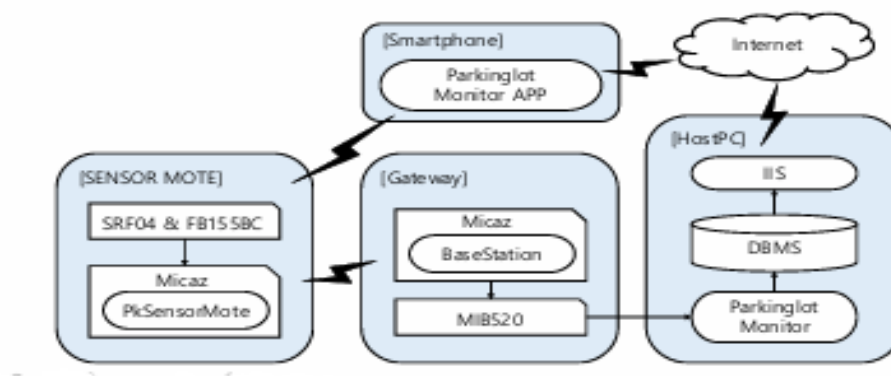 [Smartphone]
Parkinglot
Monitor APP
Internet
[SENSOR MOTE]
SRF04 & FB155BC
Micaz
PkSensorMote
[Gateway]
Micaz
BaseStation
MIB520
[HostPC]
IIS
DBMS
Parkinglot
Monitor